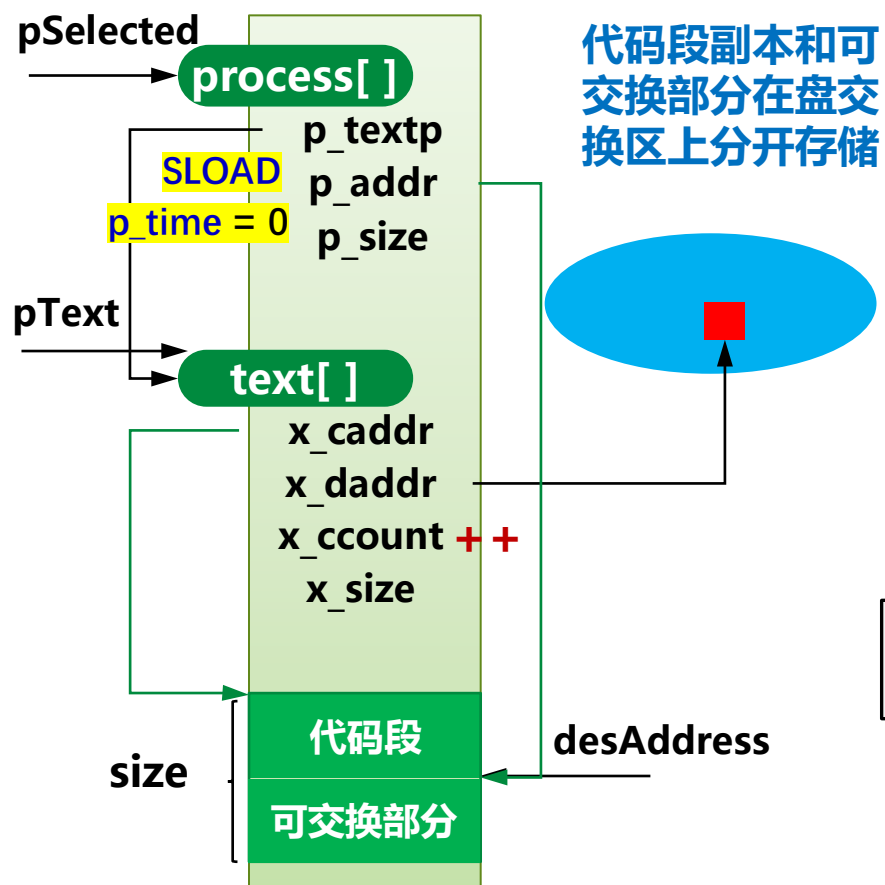 pSelected
process[ ]
代码段副本和可
交换部分在盘交
换区上分开存储
p_textp
SLOAD
p_addr
p_time = 0
p_size
pText
text[ ]
x_caddr
x_daddr
x_ccount + +
x_size
代码段
desAddress
size
可交换部分